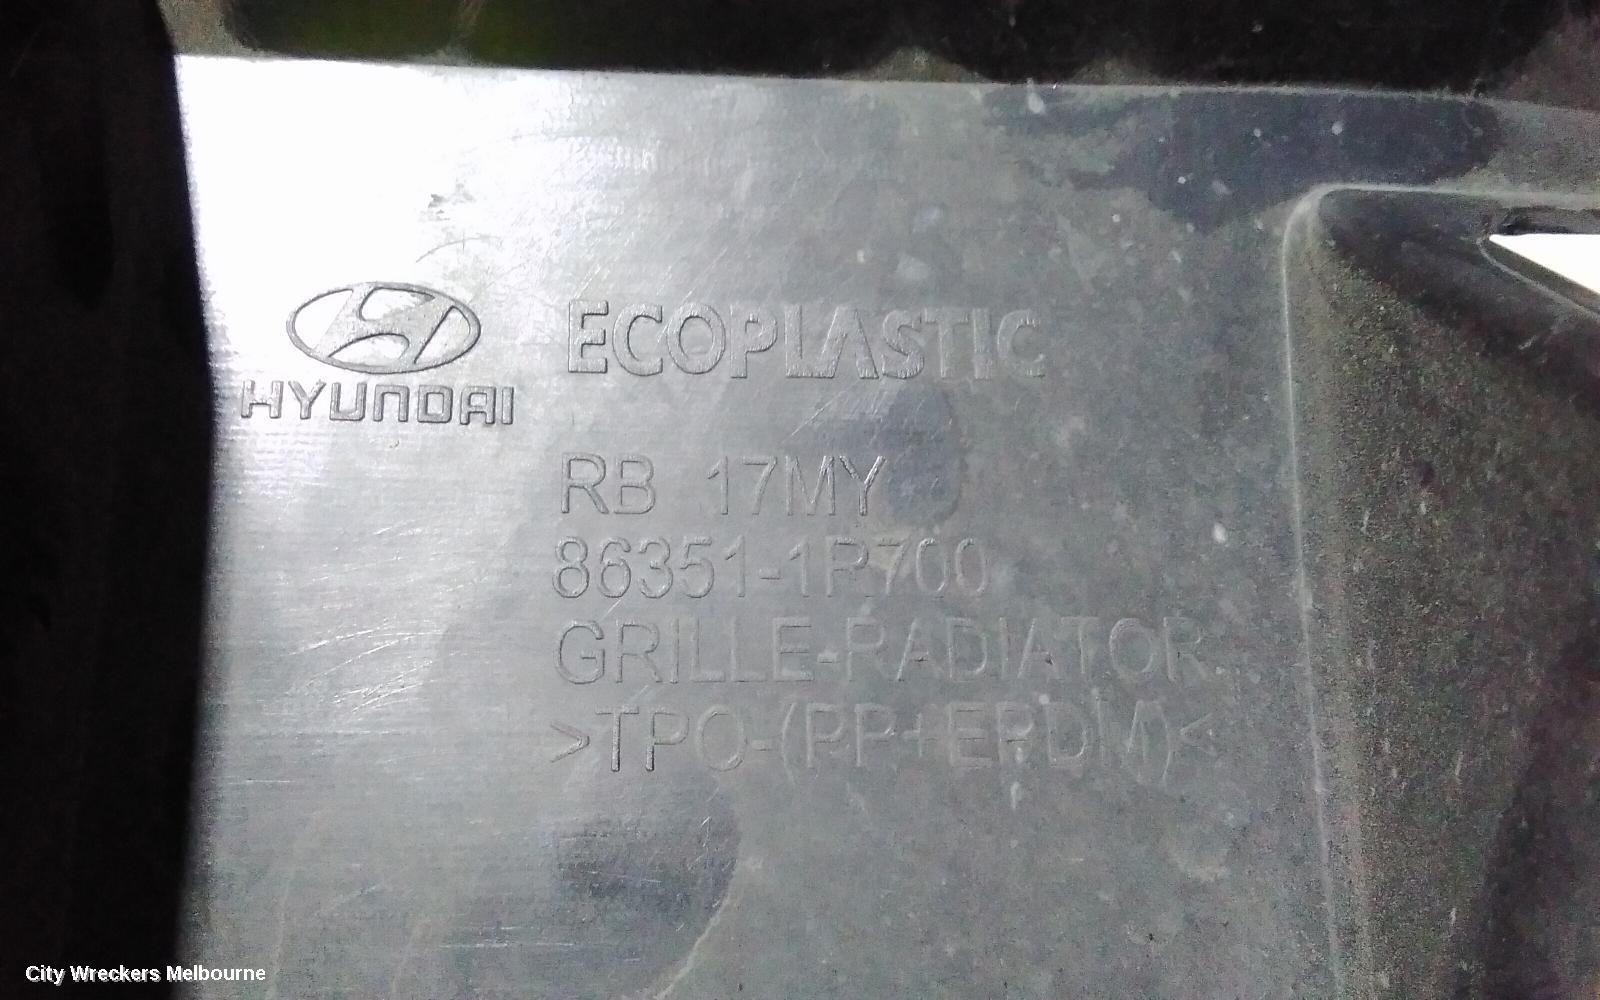 HYUNDAI
ECOPLASTIC
RB 17MY
86351-1R700
GRILLE-RADIATOR
>TPO-(PP+EPDM)<
City Wreckers Melbourne